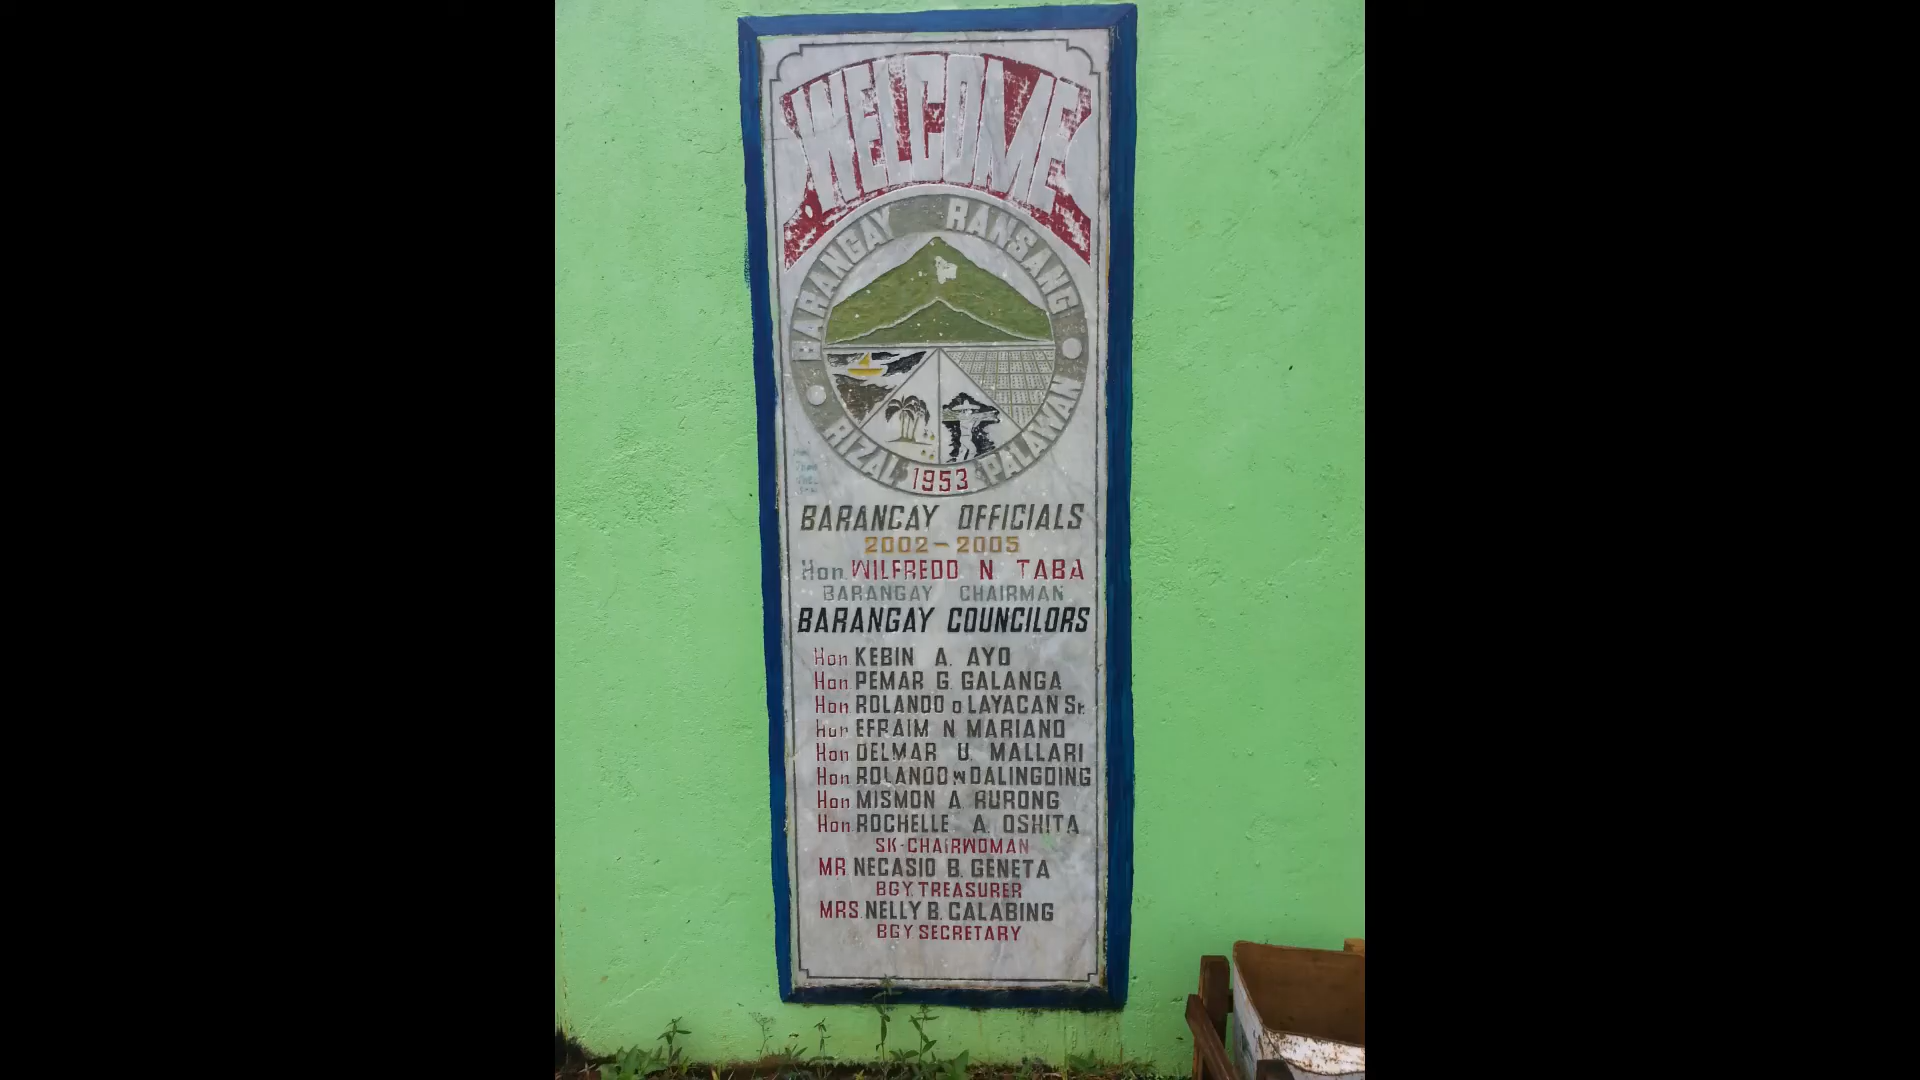 WELCOME
BARANGAY RANSANG
RIZAL PALAWAN
1953
BARANGAY OFFICIALS
2002-2005
Hon. WILFREDO N TABA
BARANGAY CHAIRMAN
BARANGAY COUNCILORS
Hon KEBIN A. AYO
Hon PEMAR G. GALANGA
Hon ROLANDO O LAYACAN Sr.
Hon EFRAIM N MARIANO
Hon DELMAR U. MALLARI
Hon ROLANDO W DALINGDING
Hon MISMON A RURONG
Hon ROCHELLE A. OSHITA
SK-CHAIRWOMAN
MR NECASIO B. GENETA
BGY. TREASURER
MRS. NELLY B. CALABING
BGY SECRETARY